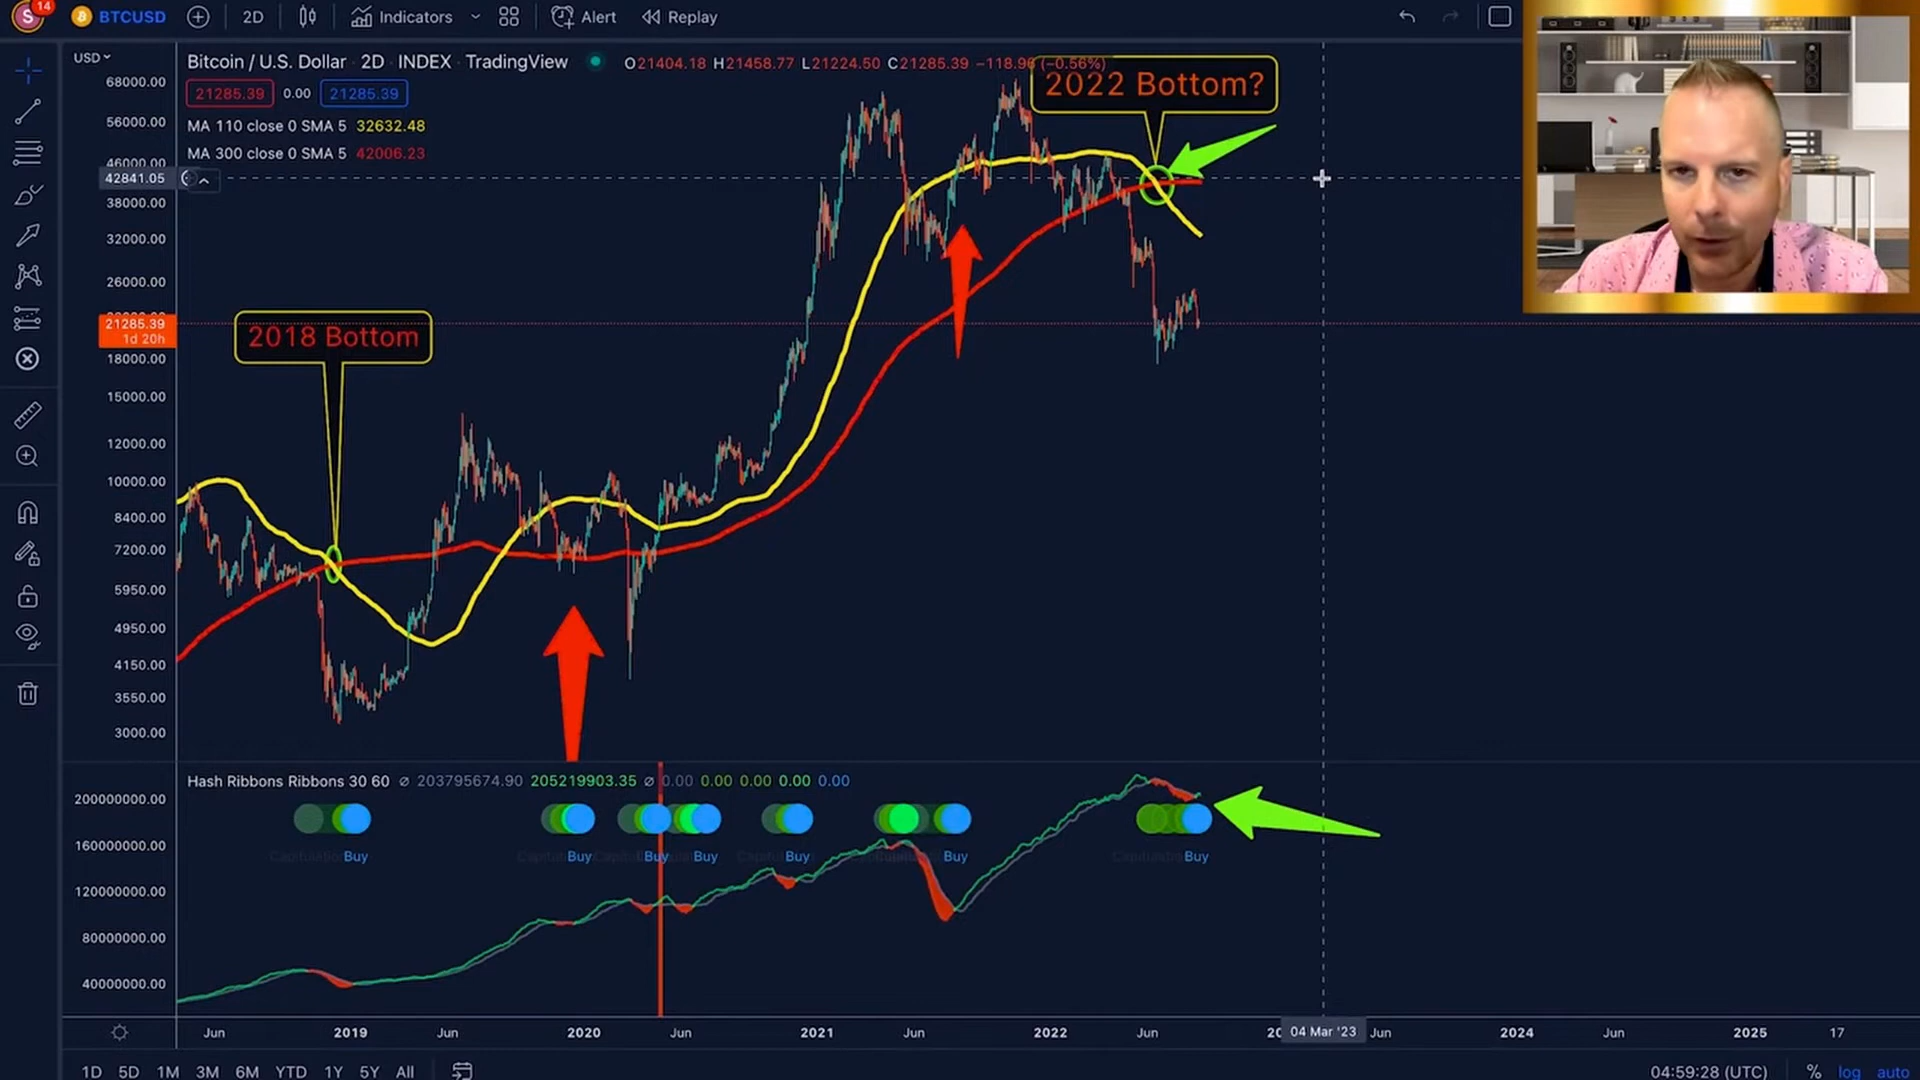 14
BTCUSD 2D Indicators Alert Replay
USD
Bitcoin / U.S. Dollar · 2D · INDEX · TradingView O21404.18 H21458.77 L21224.50 C21285.39 −118.96 (−0.56%)
21285.39 0.00 21285.39
MA 110 close 0 SMA 5 32632.48
MA 300 close 0 SMA 5 42006.23
2022 Bottom?
2018 Bottom
68000.00
56000.00
46000.00
42841.05
38000.00
32000.00
26000.00
21285.39
1d 20h
18000.00
15000.00
12000.00
10000.00
8400.00
7200.00
5950.00
4950.00
4150.00
3550.00
3000.00
Hash Ribbons Ribbons 30 60 ∅ 203795674.90 205219903.35 ∅ 0.00 0.00 0.00 0.00 0.00
200000000.00
160000000.00
120000000.00
80000000.00
40000000.00
Buy Buy Buy Buy Buy Buy Buy
Jun 2019 Jun 2020 Jun 2021 Jun 2022 Jun 04 Mar '23 Jun 2024 Jun 2025 17
1D 5D 1M 3M 6M YTD 1Y 5Y All 04:59:28 (UTC) % log auto